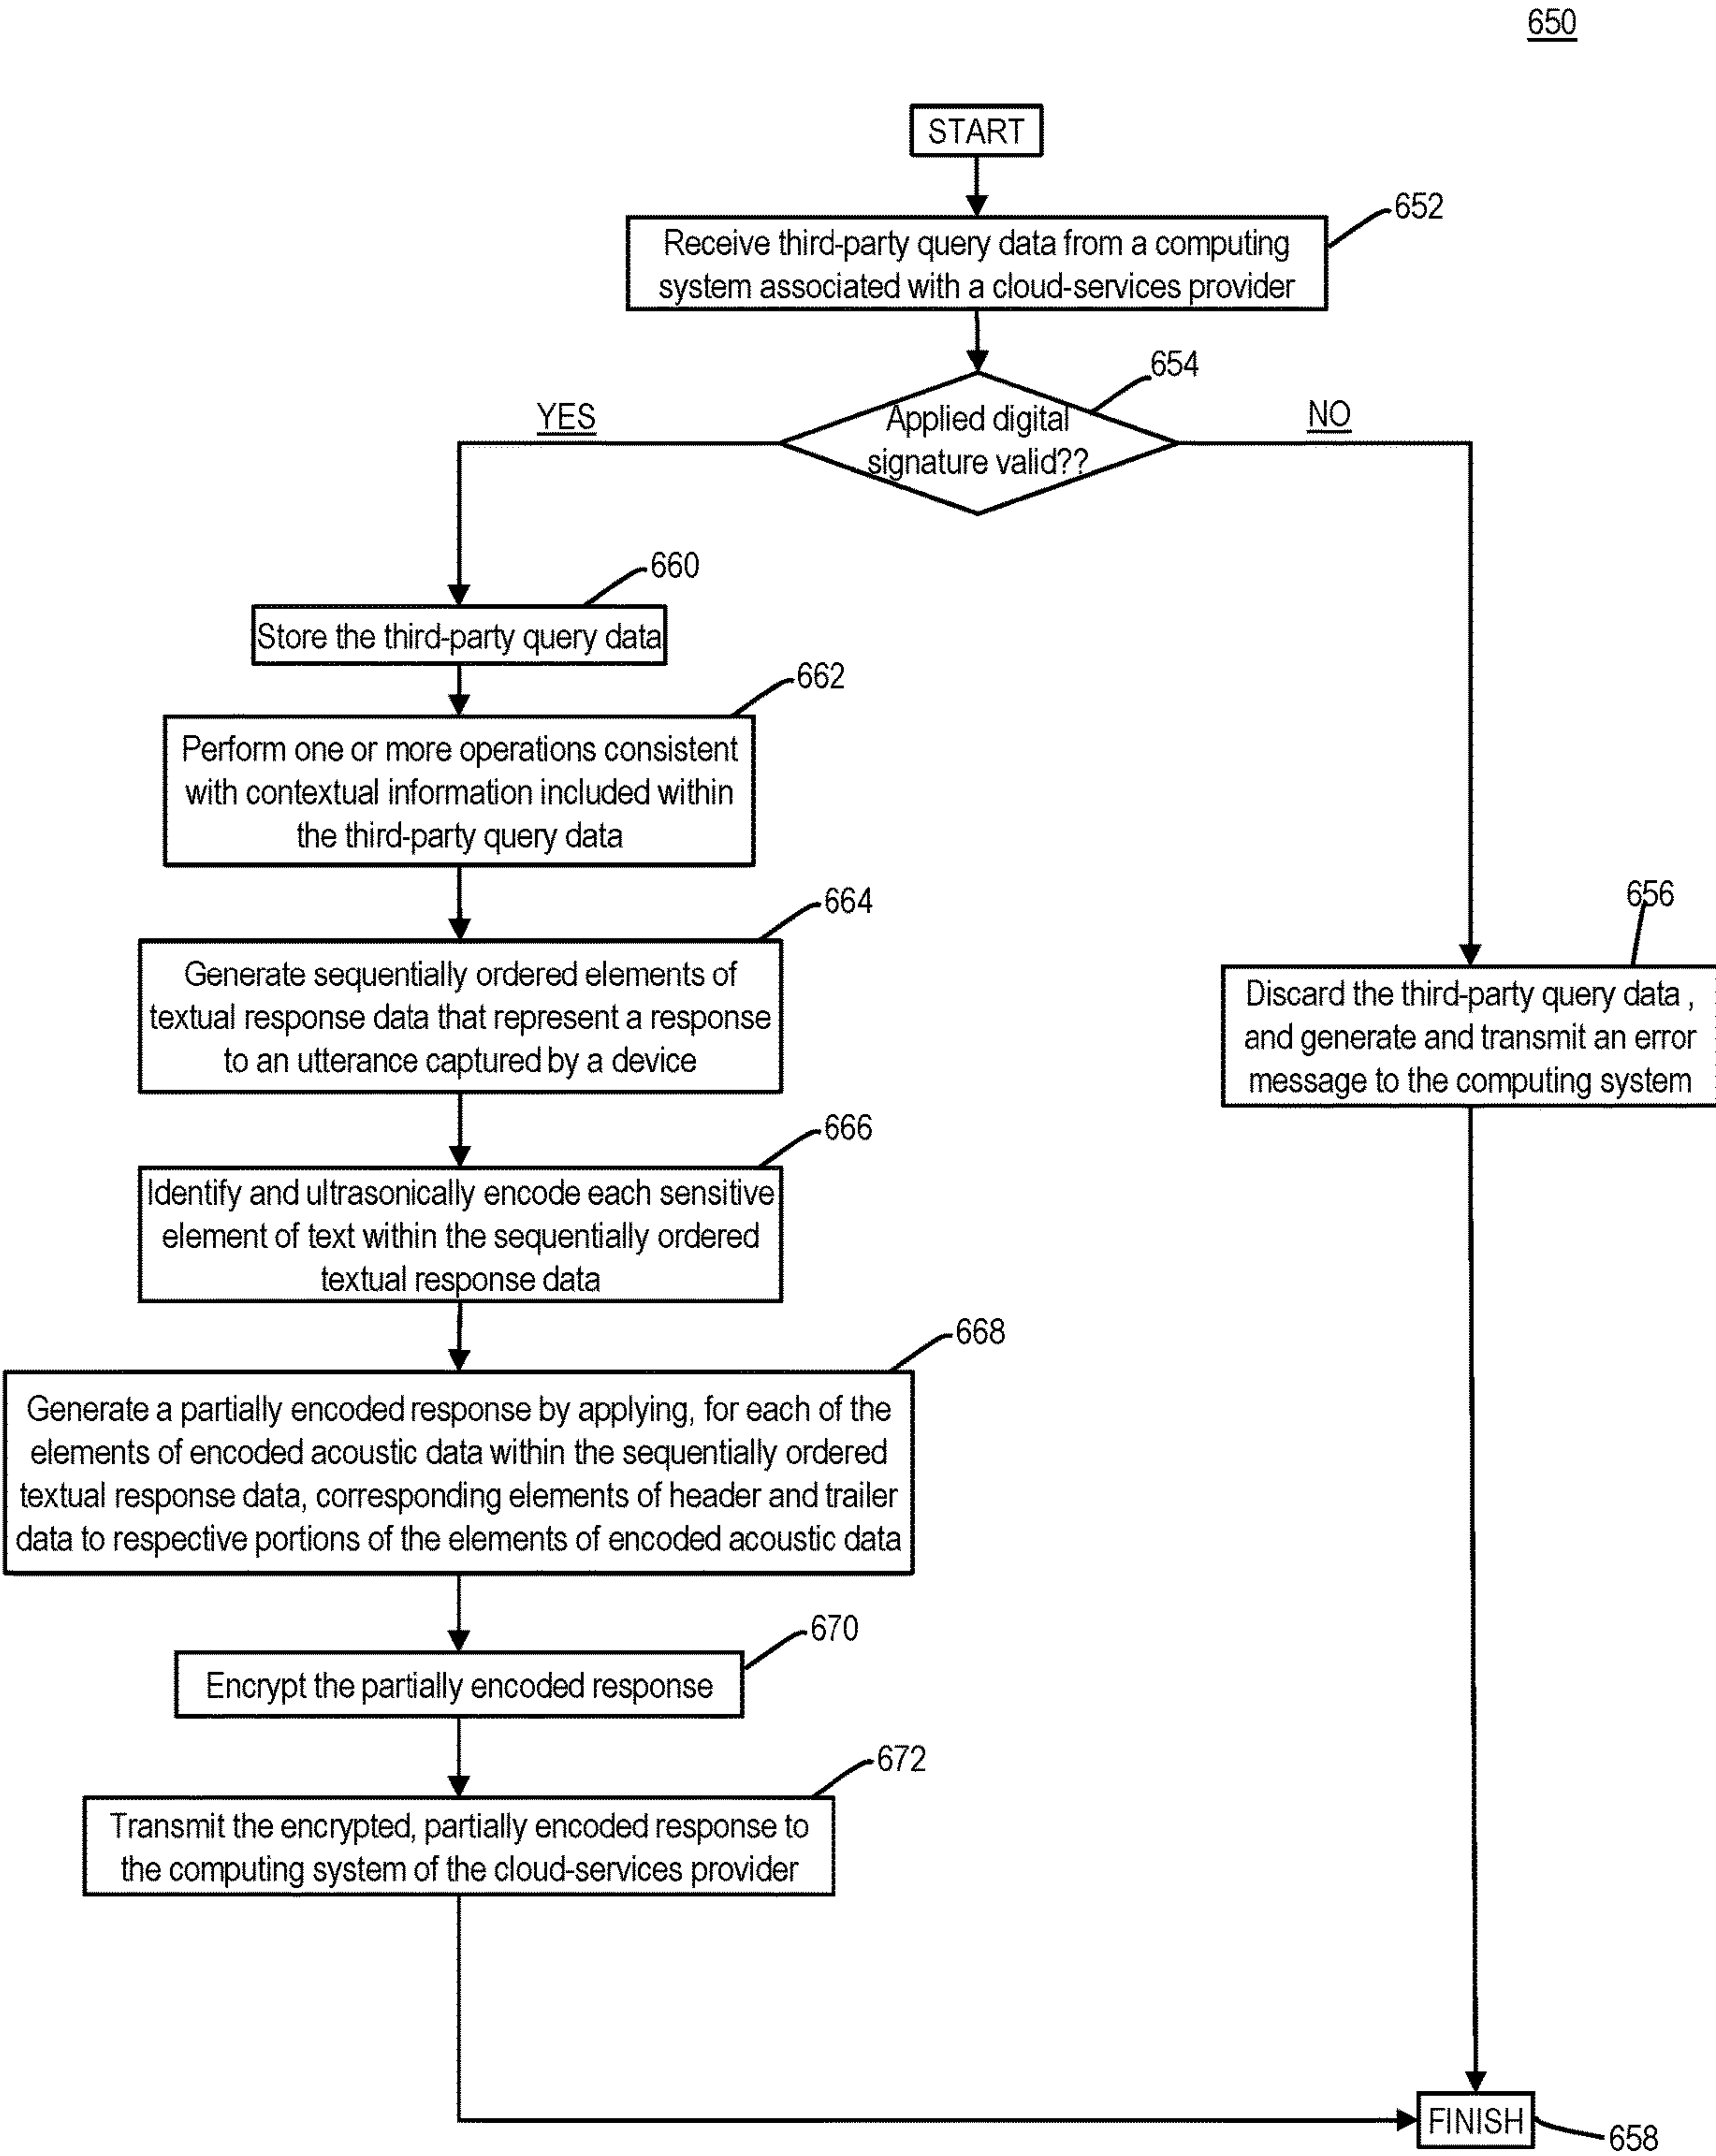 650
START
652
Receive third-party query data from a computing
system associated with a cloud-services provider
654
YES
Applied digital
signature valid??
NO
660
Store the third-party query data
662
Perform one or more operations consistent
with contextual information included within
the third-party query data
664
Generate sequentially ordered elements of
textual response data that represent a response
to an utterance captured by a device
656
Discard the third-party query data ,
and generate and transmit an error
message to the computing system
666
Identify and ultrasonically encode each sensitive
element of text within the sequentially ordered
textual response data
668
Generate a partially encoded response by applying, for each of the
elements of encoded acoustic data within the sequentially ordered
textual response data, corresponding elements of header and trailer
data to respective portions of the elements of encoded acoustic data
670
Encrypt the partially encoded response
672
Transmit the encrypted, partially encoded response to
the computing system of the cloud-services provider
FINISH
658